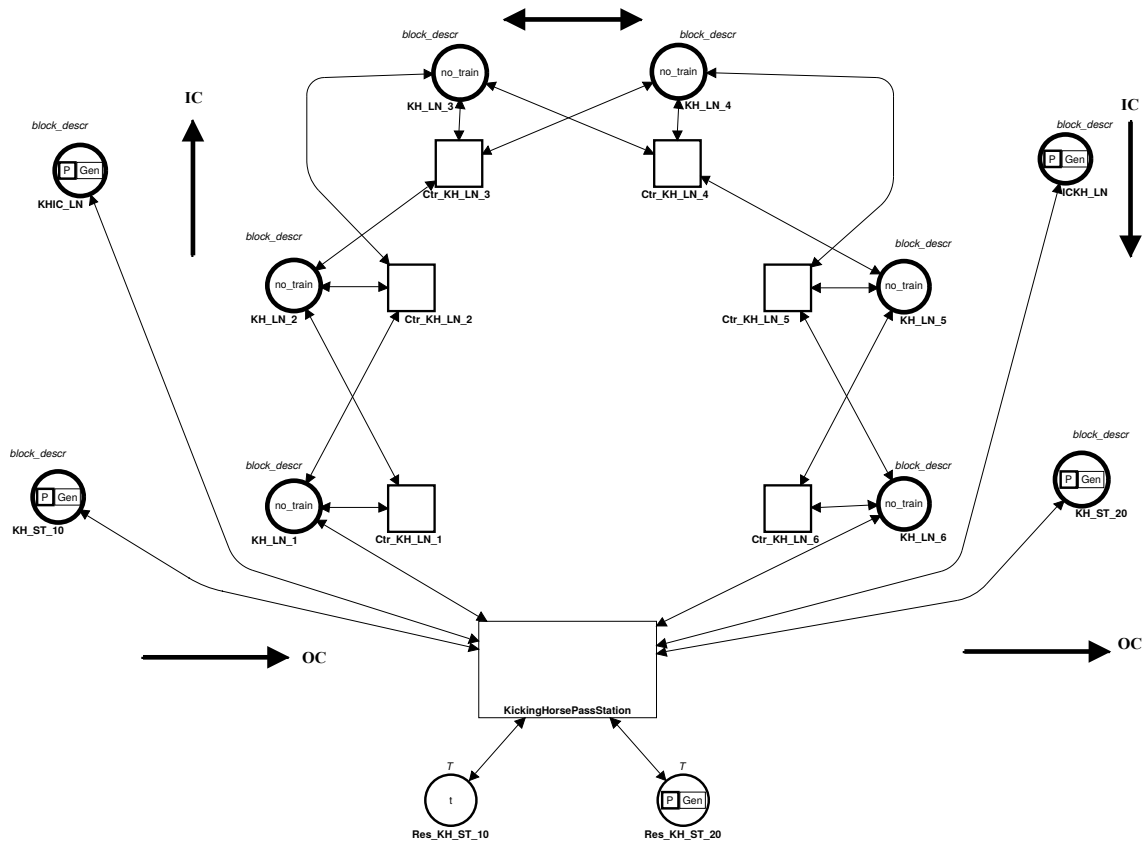 block_descr
block_descr
no_train
no_train
KH_LN_3
KH_LN_4
IC
IC
block_descr
block_descr
P Gen
P Gen
KHIC_LN
ICKH_LN
Ctr_KH_LN_3
Ctr_KH_LN_4
block_descr
block_descr
no_train
no_train
KH_LN_2
Ctr_KH_LN_2
Ctr_KH_LN_5
KH_LN_5
block_descr
block_descr
block_descr
block_descr
P Gen
no_train
no_train
P Gen
KH_ST_10
KH_LN_1
Ctr_KH_LN_1
Ctr_KH_LN_6
KH_LN_6
KH_ST_20
OC
OC
KickingHorsePassStation
T
T
t
P Gen
Res_KH_ST_10
Res_KH_ST_20